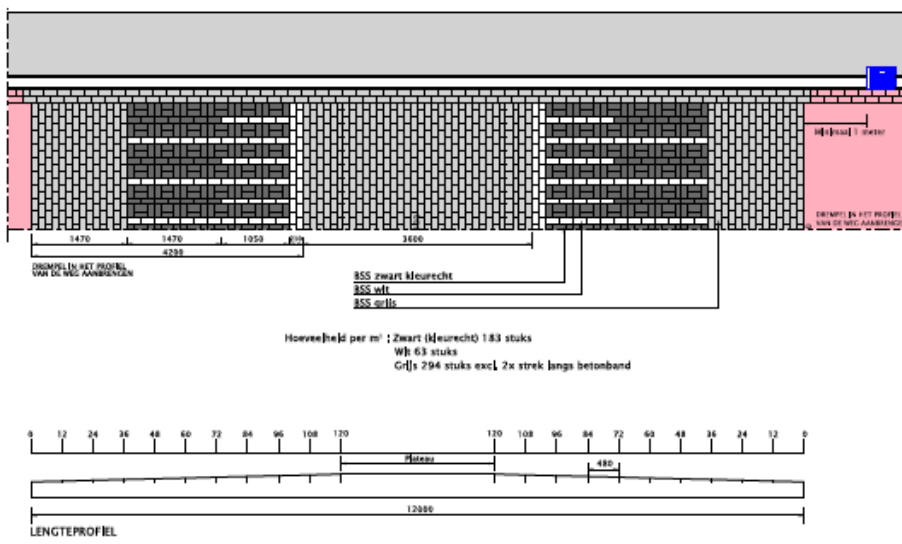 Minimaal 1 meter
DREMPEL IN HET PROFIEL
VAN DE WEG AANBRENGEN
1470 1470 1050 3600
4200
DREMPEL IN HET PROFIEL
VAN DE WEG AANBRENGEN
BSS zwart kleurecht
BSS wit
BSS grijs
Hoeveelheid per m¹ : Zwart (kleurecht) 183 stuks
Wit 63 stuks
Grijs 294 stuks excl. 2x strek langs betonband
0 12 24 36 48 60 72 84 96 108 120 120 108 96 84 72 60 48 36 24 12 0
Plateau
480
12000
LENGTEPROFIEL